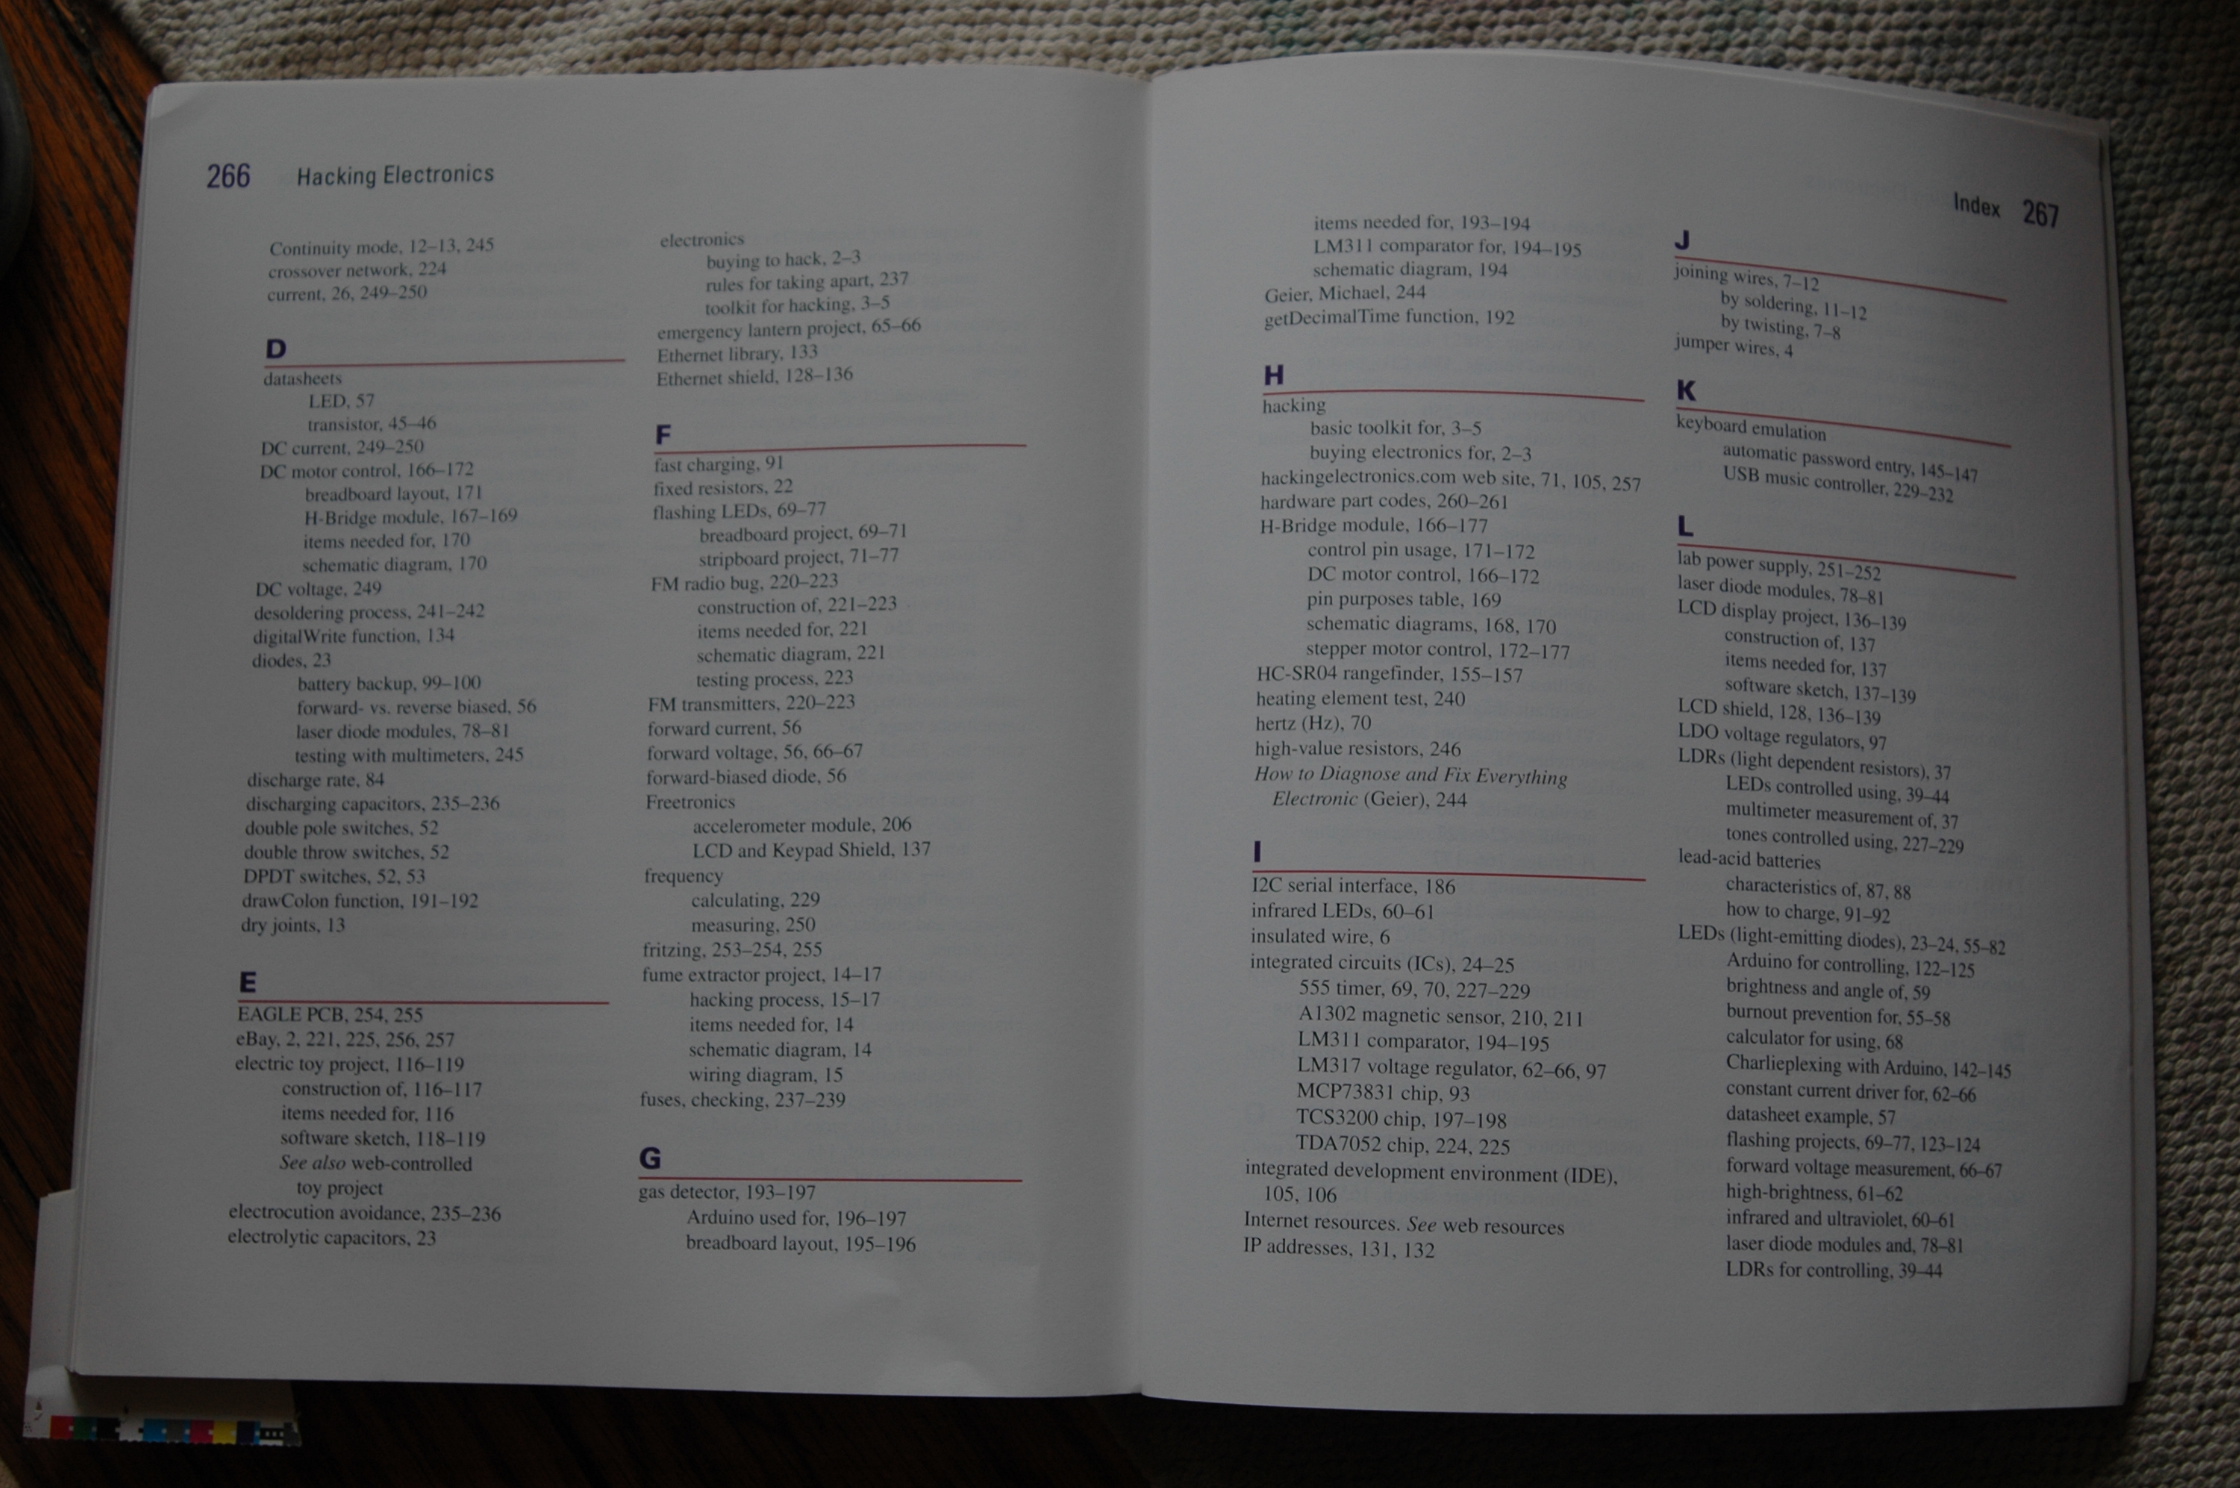 266 Hacking Electronics
Continuity mode, 12–13, 245
crossover network, 224
current, 26, 249–250
D
datasheets
LED, 57
transistor, 45–46
DC current, 249–250
DC motor control, 166–172
breadboard layout, 171
H-Bridge module, 167–169
items needed for, 170
schematic diagram, 170
DC voltage, 249
desoldering process, 241–242
digitalWrite function, 134
diodes, 23
battery backup, 99–100
forward- vs. reverse biased, 56
laser diode modules, 78–81
testing with multimeters, 245
discharge rate, 84
discharging capacitors, 235–236
double pole switches, 52
double throw switches, 52
DPDT switches, 52, 53
drawColon function, 191–192
dry joints, 13
E
EAGLE PCB, 254, 255
eBay, 2, 221, 225, 256, 257
electric toy project, 116–119
construction of, 116–117
items needed for, 116
software sketch, 118–119
See also web-controlled
toy project
electrocution avoidance, 235–236
electrolytic capacitors, 23
electronics
buying to hack, 2–3
rules for taking apart, 237
toolkit for hacking, 3–5
emergency lantern project, 65–66
Ethernet library, 133
Ethernet shield, 128–136
F
fast charging, 91
fixed resistors, 22
flashing LEDs, 69–77
breadboard project, 69–71
stripboard project, 71–77
FM radio bug, 220–223
construction of, 221–223
items needed for, 221
schematic diagram, 221
testing process, 223
FM transmitters, 220–223
forward current, 56
forward voltage, 56, 66–67
forward-biased diode, 56
Freetronics
accelerometer module, 206
LCD and Keypad Shield, 137
frequency
calculating, 229
measuring, 250
fritzing, 253–254, 255
fume extractor project, 14–17
hacking process, 15–17
items needed for, 14
schematic diagram, 14
wiring diagram, 15
fuses, checking, 237–239
G
gas detector, 193–197
Arduino used for, 196–197
breadboard layout, 195–196
Index 267
items needed for, 193–194
LM311 comparator for, 194–195
schematic diagram, 194
Geier, Michael, 244
getDecimalTime function, 192
H
hacking
basic toolkit for, 3–5
buying electronics for, 2–3
hackingelectronics.com web site, 71, 105, 257
hardware part codes, 260–261
H-Bridge module, 166–177
control pin usage, 171–172
DC motor control, 166–172
pin purposes table, 169
schematic diagrams, 168, 170
stepper motor control, 172–177
HC-SR04 rangefinder, 155–157
heating element test, 240
hertz (Hz), 70
high-value resistors, 246
How to Diagnose and Fix Everything
Electronic (Geier), 244
I
I2C serial interface, 186
infrared LEDs, 60–61
insulated wire, 6
integrated circuits (ICs), 24–25
555 timer, 69, 70, 227–229
A1302 magnetic sensor, 210, 211
LM311 comparator, 194–195
LM317 voltage regulator, 62–66, 97
MCP73831 chip, 93
TCS3200 chip, 197–198
TDA7052 chip, 224, 225
integrated development environment (IDE),
105, 106
Internet resources. See web resources
IP addresses, 131, 132
J
joining wires, 7–12
by soldering, 11–12
by twisting, 7–8
jumper wires, 4
K
keyboard emulation
automatic password entry, 145–147
USB music controller, 229–232
L
lab power supply, 251–252
laser diode modules, 78–81
LCD display project, 136–139
construction of, 137
items needed for, 137
software sketch, 137–139
LCD shield, 128, 136–139
LDO voltage regulators, 97
LDRs (light dependent resistors), 37
LEDs controlled using, 39–44
multimeter measurement of, 37
tones controlled using, 227–229
lead-acid batteries
characteristics of, 87, 88
how to charge, 91–92
LEDs (light-emitting diodes), 23–24, 55–82
Arduino for controlling, 122–125
brightness and angle of, 59
burnout prevention for, 55–58
calculator for using, 68
Charlieplexing with Arduino, 142–145
constant current driver for, 62–66
datasheet example, 57
flashing projects, 69–77, 123–124
forward voltage measurement, 66–67
high-brightness, 61–62
infrared and ultraviolet, 60–61
laser diode modules and, 78–81
LDRs for controlling, 39–44